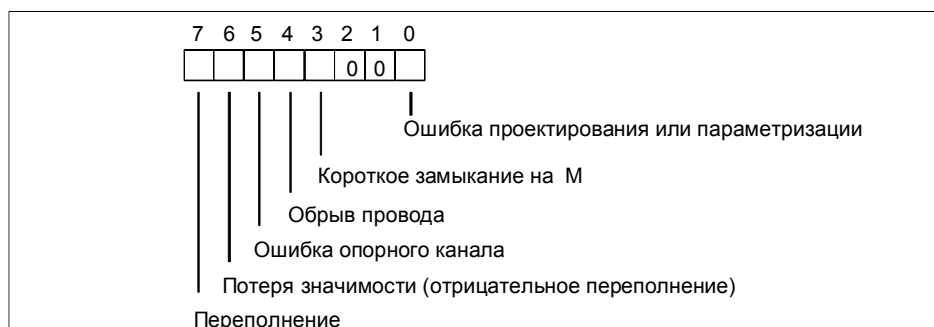 7 6 5 4 3 2 1 0
0 0
Ошибка проектирования или параметризации
Короткое замыкание на М
Обрыв провода
Ошибка опорного канала
Потеря значимости (отрицательное переполнение)
Переполнение